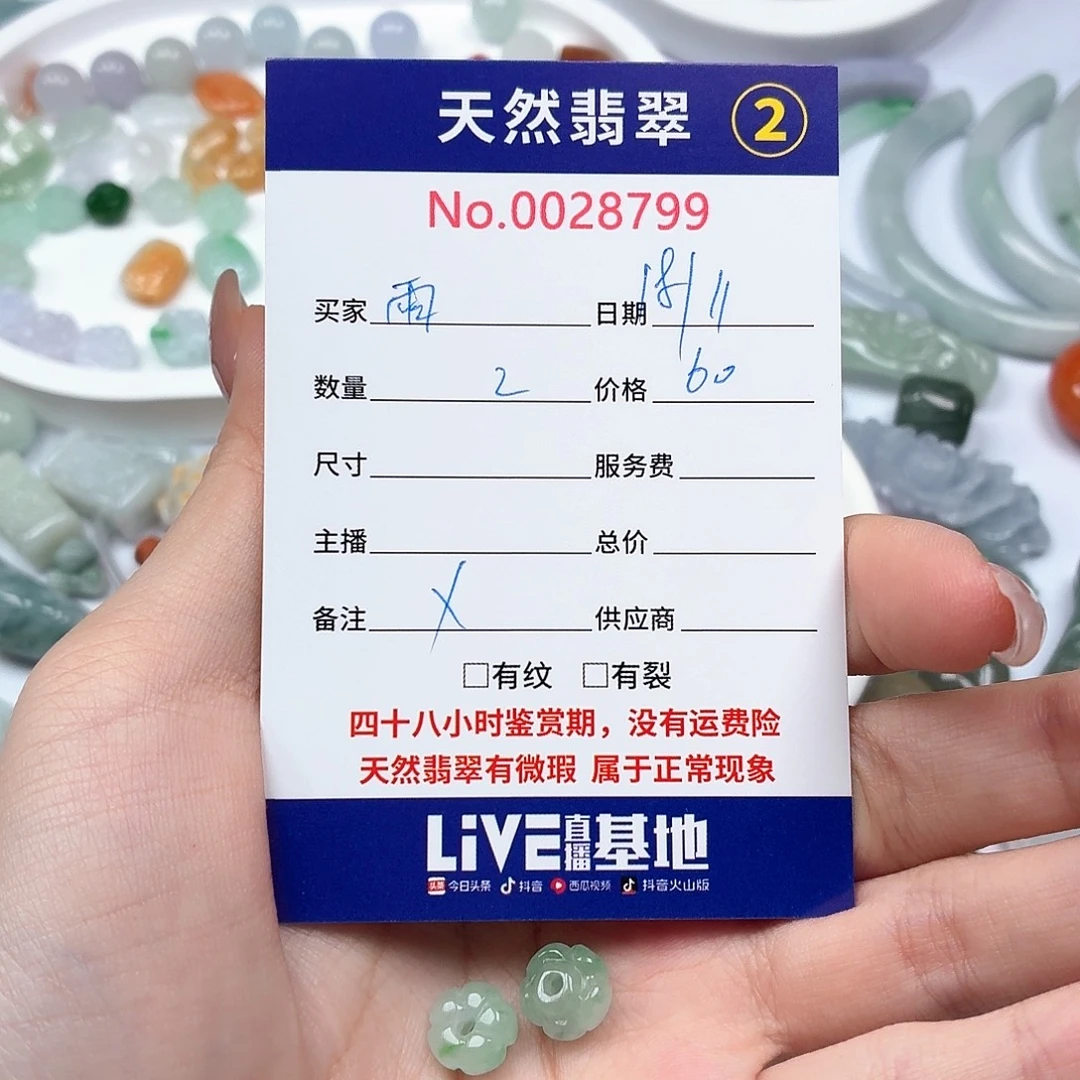 天然翡翠 2
No.0028799
买家 雨 日期 18/11
数量 2 价格 60
尺寸 服务费
主播 总价
备注 X 供应商
□有纹 □有裂
四十八小时鉴赏期，没有运费险
天然翡翠有微瑕 属于正常现象
LiVE直播基地
头条 今日头条 抖音 西瓜视频 抖音火山版